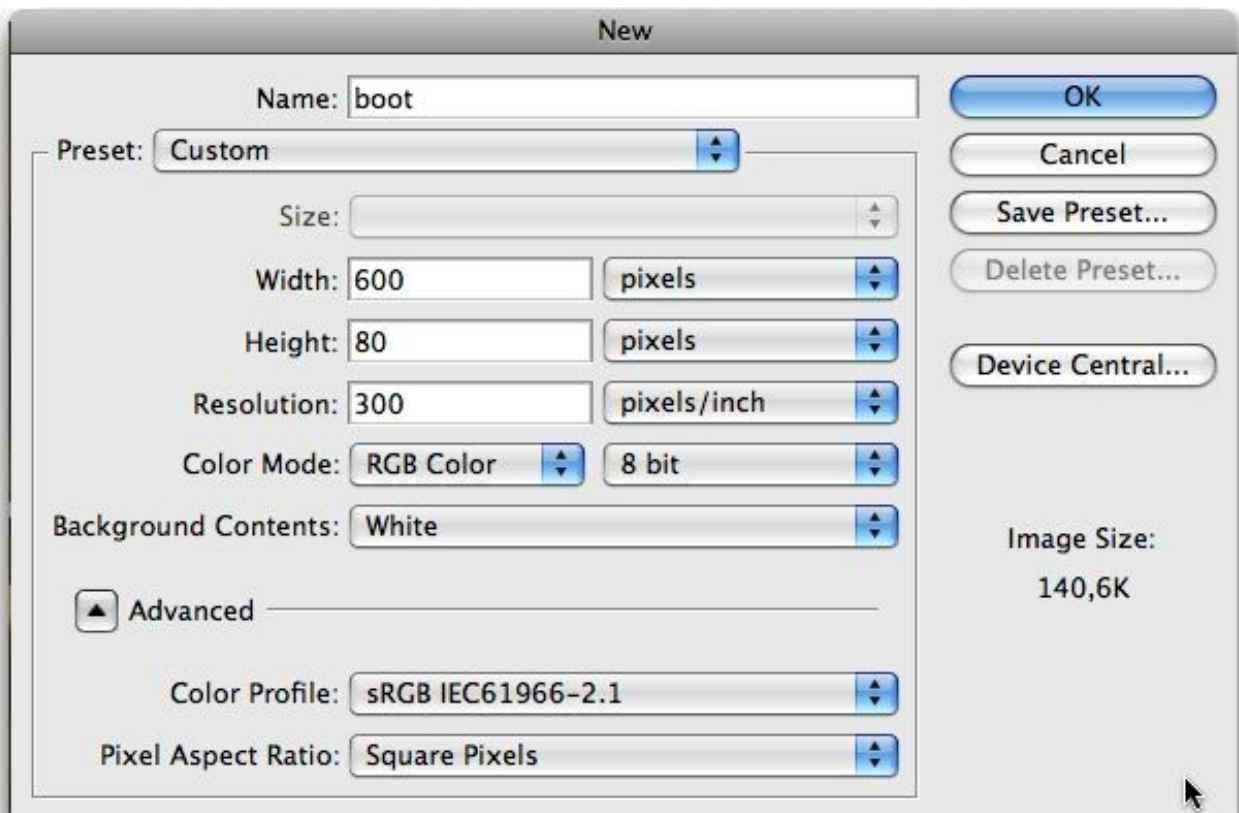 New
Name: boot
OK
Preset: Custom
Cancel
Size:
Save Preset...
Width: 600 pixels
Delete Preset...
Height: 80 pixels
Device Central...
Resolution: 300 pixels/inch
Color Mode: RGB Color 8 bit
Background Contents: White
Image Size:
140,6K
Advanced
Color Profile: sRGB IEC61966-2.1
Pixel Aspect Ratio: Square Pixels